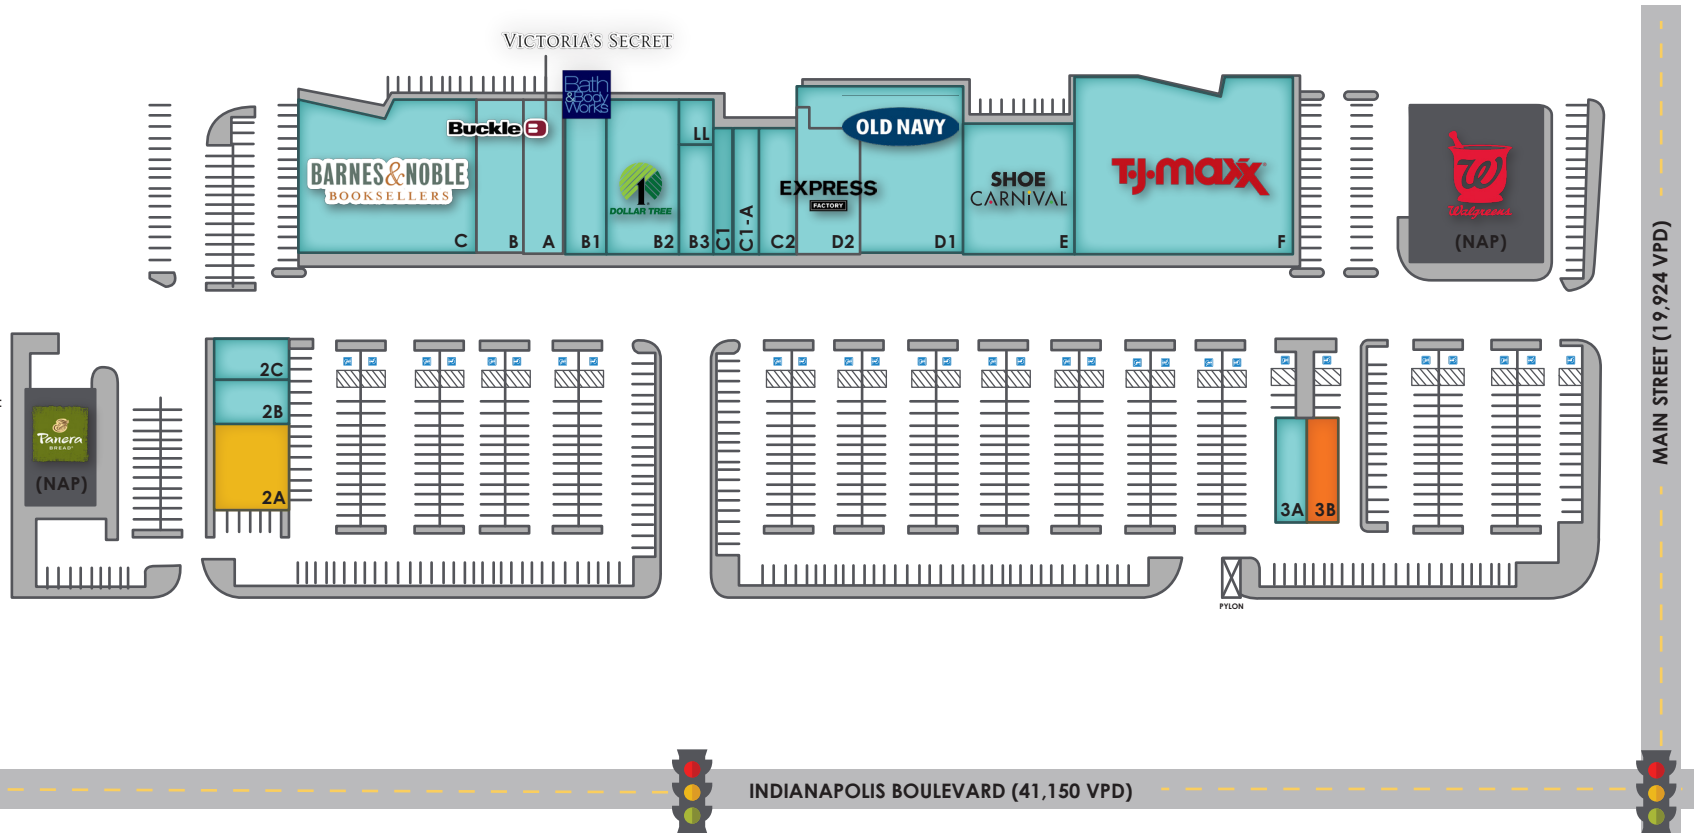 VICTORIA'S SECRET
Bath
&Body
Works
Buckle B
BARNES&NOBLE
BOOKSELLERS
1
DOLLAR TREE
LL
OLD NAVY
EXPRESS
FACTORY
SHOE
CARNIVAL
T·J·maxx
W
Walgreens
(NAP)
C
B
A
B1
B2
B3
C1
C1-A
C2
D2
D1
E
F
MAIN STREET (19,924 VPD)
2C
2B
2A
Panera
BREAD
(NAP)
3A
3B
PYLON
INDIANAPOLIS BOULEVARD (41,150 VPD)